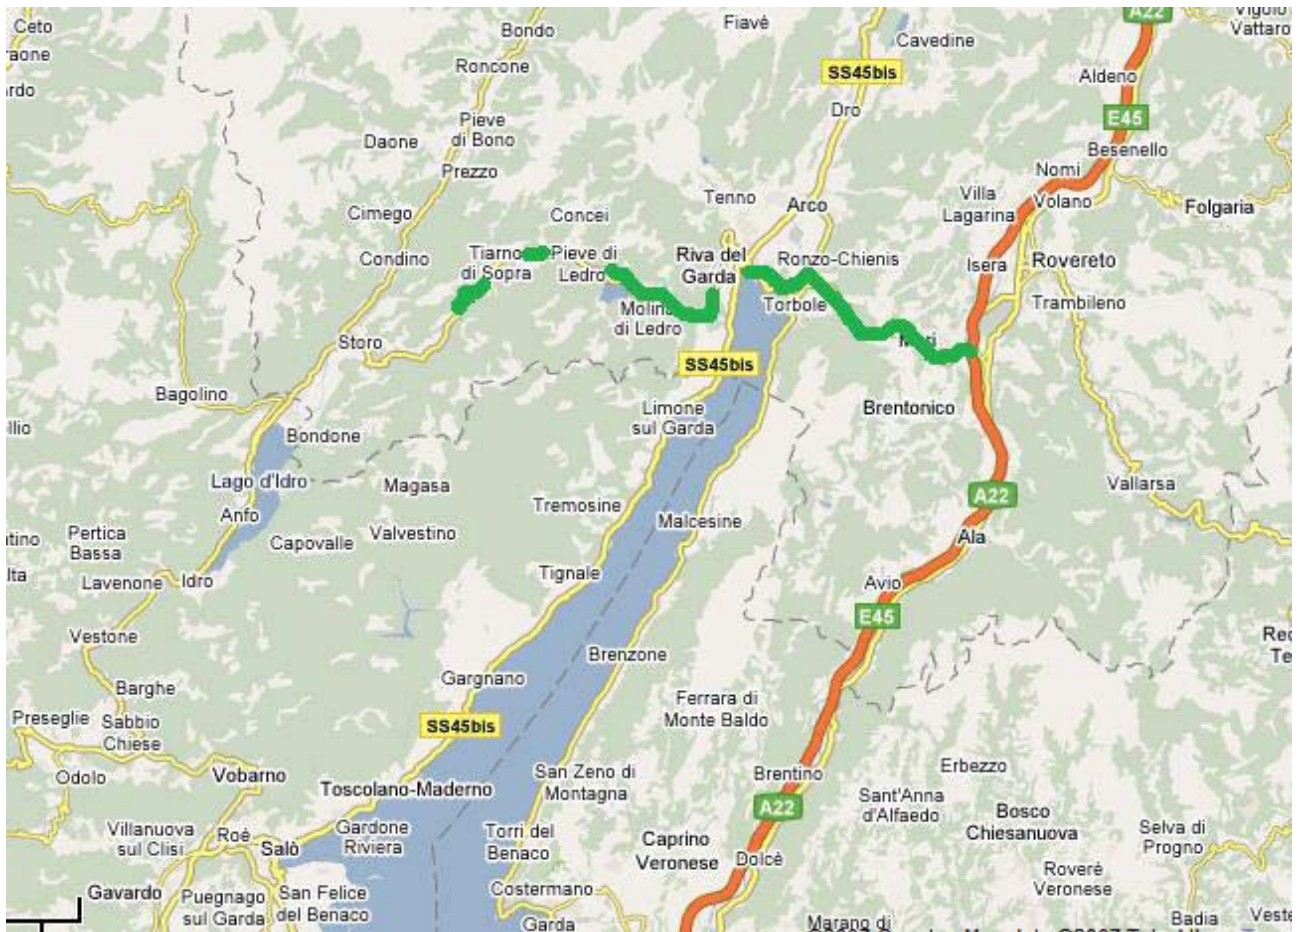 Ceto
Bondo
Fiavè
A22
Vigolo
Vattaro
Cavedine
Roncone
SS45bis
Aldeno
Dro
E45
Pieve
di Bono
Daone
Besenello
Prezzo
Nomi
Tenno
Villa
Lagarina
Volano
Arco
Folgaria
Cimego
Concei
Condino
Tiarno
di Sopra
Pieve di
Ledro
Riva del
Garda
Ronzo-Chienis
Isera
Rovereto
Torbole
Trambileno
Molina
di Ledro
Storo
Mori
SS45bis
Bagolino
Limone
sul Garda
Brentonico
Bondone
Lago d'Idro
Magasa
Vallarsa
A22
Tremosine
Anfo
Malcesine
Pertica
Bassa
Capovalle
Valvestino
Ala
Lavenone
Idro
Tignale
Avio
E45
Vestone
Brenzone
Gargnano
Barghe
Ferrara di
Monte Baldo
Preseglie
Sabbio
Chiese
SS45bis
Odolo
Vobarno
Toscolano-Maderno
San Zeno di
Montagna
Brentino
Erbezzo
A22
Sant'Anna
d'Alfaedo
Bosco
Chiesanuova
Villanuova
sul Clisi
Roè
Salò
Gardone
Riviera
Torri del
Benaco
Caprino
Veronese
Dolcè
Selva di
Progno
Roverè
Veronese
Gavardo
Puegnago
sul Garda
San Felice
del Benaco
Costermano
Garda
Marano di
Badia